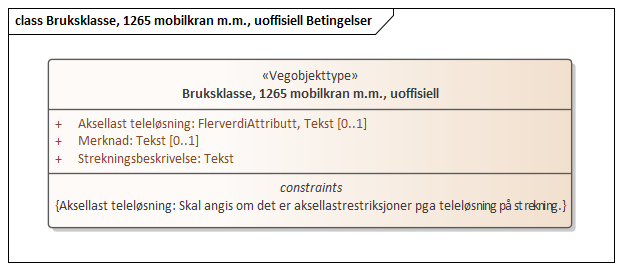 class Bruksklasse, 1265 mobilkran m.m., uoffisiell Betingelser
«Vegobjekttype»
Bruksklasse, 1265 mobilkran m.m., uoffisiell
+ Aksellast teleløsning: FlerverdiAttributt, Tekst [0..1]
+ Merknad: Tekst [0..1]
+ Strekningsbeskrivelse: Tekst
constraints
{Aksellast teleløsning: Skal angis om det er aksellastrestriksjoner pga teleløsning på strekning.}